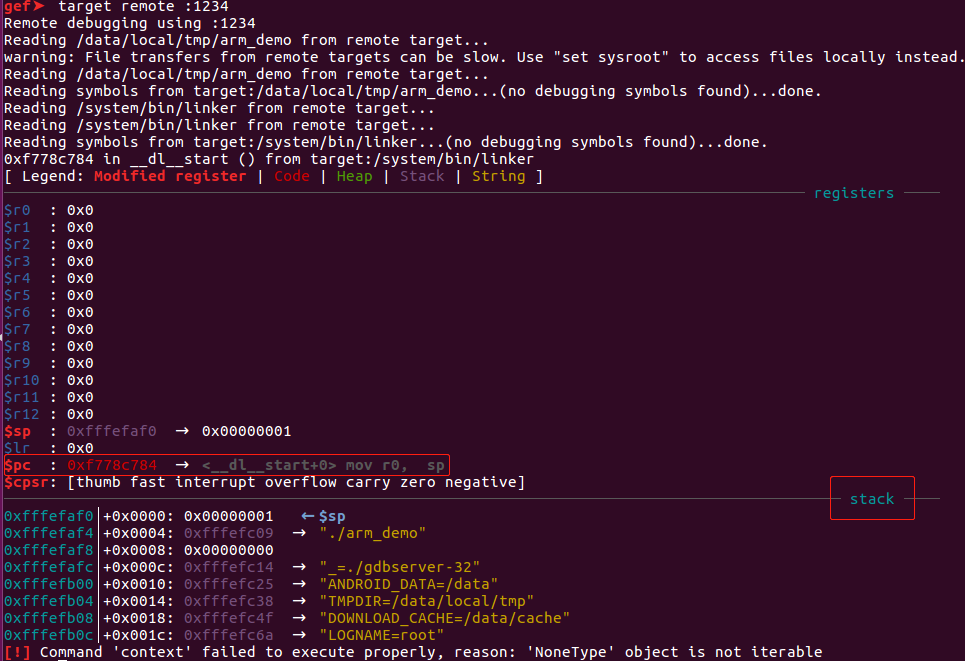 gef➤  target remote :1234
Remote debugging using :1234
Reading /data/local/tmp/arm_demo from remote target...
warning: File transfers from remote targets can be slow. Use "set sysroot" to access files locally instead.
Reading /data/local/tmp/arm_demo from remote target...
Reading symbols from target:/data/local/tmp/arm_demo...(no debugging symbols found)...done.
Reading /system/bin/linker from remote target...
Reading /system/bin/linker from remote target...
Reading symbols from target:/system/bin/linker...(no debugging symbols found)...done.
0xf778c784 in __dl__start () from target:/system/bin/linker
[ Legend: Modified register | Code | Heap | Stack | String ]
registers
$r0  : 0x0
$r1  : 0x0
$r2  : 0x0
$r3  : 0x0
$r4  : 0x0
$r5  : 0x0
$r6  : 0x0
$r7  : 0x0
$r8  : 0x0
$r9  : 0x0
$r10 : 0x0
$r11 : 0x0
$r12 : 0x0
$sp  : 0xfffefaf0  →  0x00000001
$lr  : 0x0
$pc  : 0xf778c784  →  <__dl__start+0> mov r0,  sp
$cpsr: [thumb fast interrupt overflow carry zero negative]
stack
0xfffefaf0│+0x0000: 0x00000001   ←$sp
0xfffefaf4│+0x0004: 0xfffefc09  →  "./arm_demo"
0xfffefaf8│+0x0008: 0x00000000
0xfffefafc│+0x000c: 0xfffefc14  →  "_=./gdbserver-32"
0xfffefb00│+0x0010: 0xfffefc25  →  "ANDROID_DATA=/data"
0xfffefb04│+0x0014: 0xfffefc38  →  "TMPDIR=/data/local/tmp"
0xfffefb08│+0x0018: 0xfffefc4f  →  "DOWNLOAD_CACHE=/data/cache"
0xfffefb0c│+0x001c: 0xfffefc6a  →  "LOGNAME=root"
[!] Command 'context' failed to execute properly, reason: 'NoneType' object is not iterable